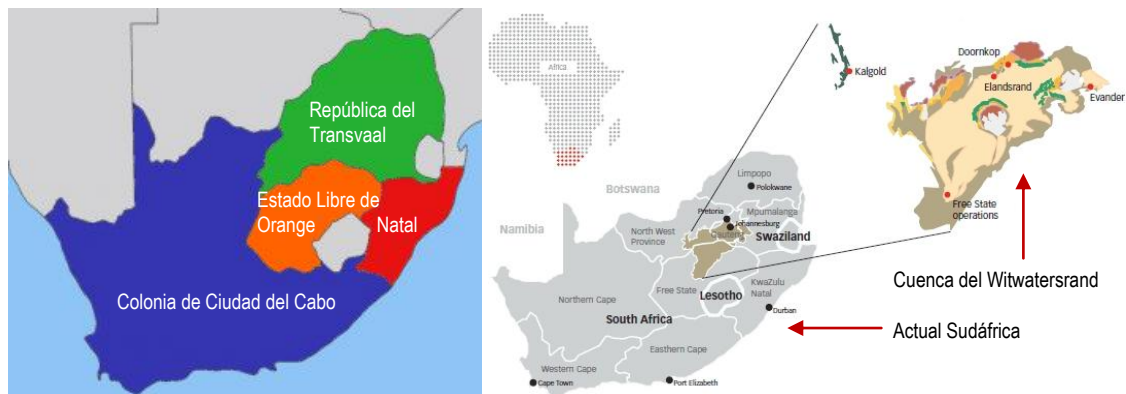 República del
Transvaal
Estado Libre de
Orange
Natal
Colonia de Ciudad del Cabo
Africa
Botswana
Namibia
Limpopo
Polokwane
Pretoria
Mpumalanga
Johannesburg
North West
Province
Gauteng
Swaziland
Northern Cape
Free State
Lesotho
KwaZulu
Natal
Durban
South Africa
Eastern Cape
Western Cape
Cape Town
Port Elizabeth
Kalgold
Doornkop
Elandsrand
Evander
Free State
operations
Cuenca del Witwatersrand
Actual Sudáfrica